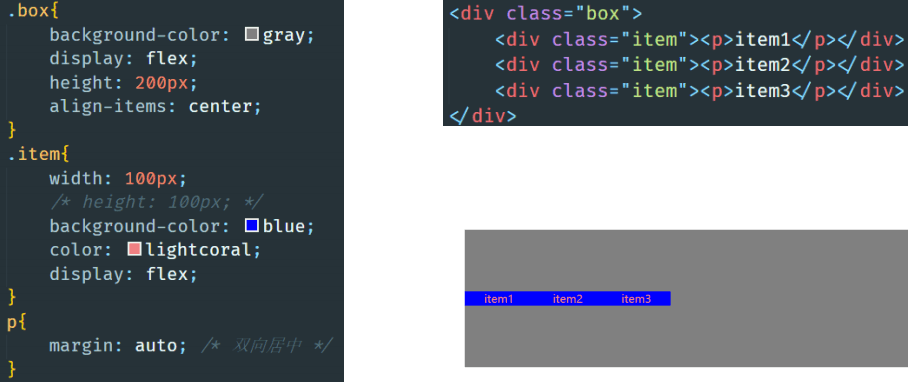 .box{
background-color: gray;
display: flex;
height: 200px;
align-items: center;
}
.item{
width: 100px;
/* height: 100px; */
background-color: blue;
color: lightcoral;
display: flex;
}
p{
margin: auto; /* 双向居中 */
}
<div class="box">
<div class="item"><p>item1</p></div>
<div class="item"><p>item2</p></div>
<div class="item"><p>item3</p></div>
</div>
item1 item2 item3